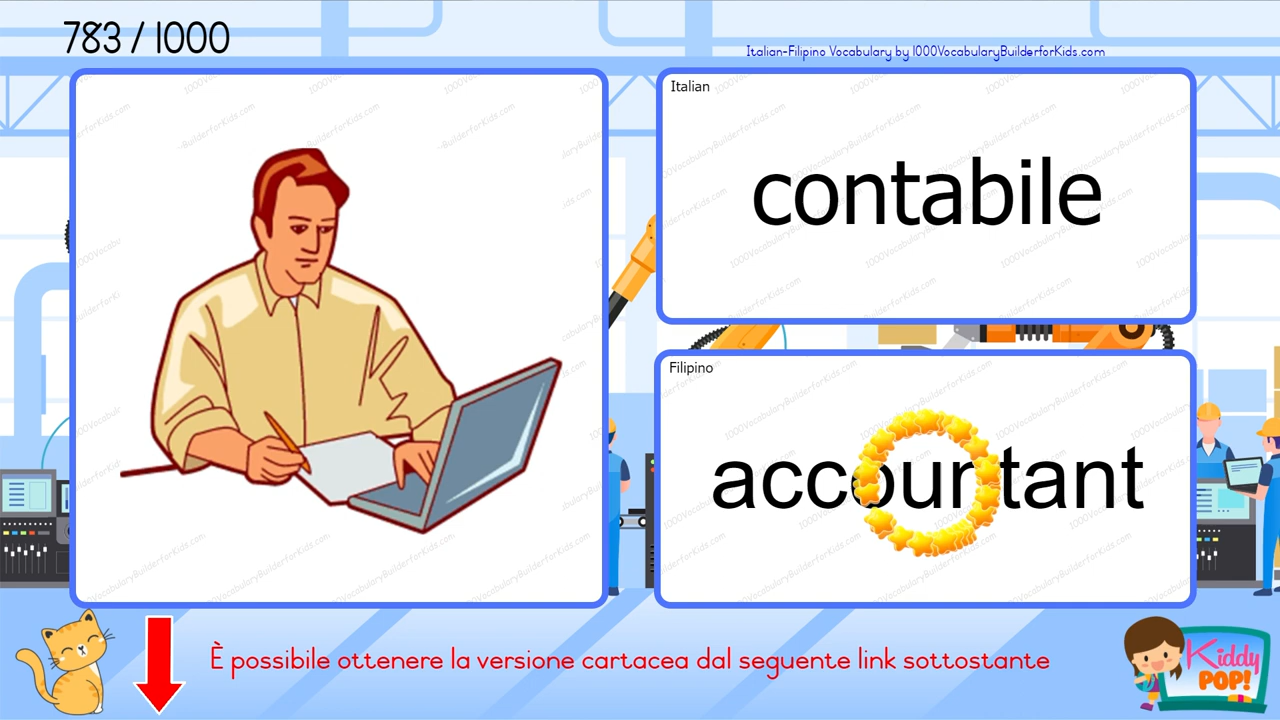 783 / 1000
Italian-Filipino Vocabulary by 1000VocabularyBuilderforKids.com
Italian
contabile
Filipino
accountant
È possibile ottenere la versione cartacea dal seguente link sottostante
Kiddy
POP!